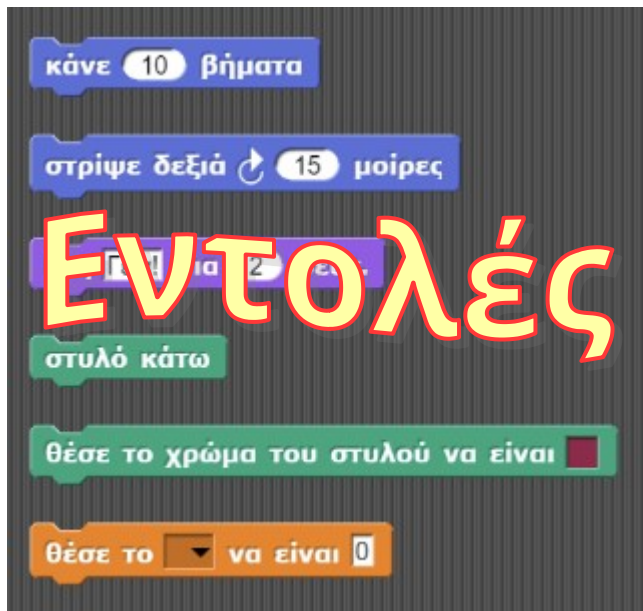 κάνε 10 βήματα
στρίψε δεξιά 15 μοίρες
Εντολές
στυλό κάτω
θέσε το χρώμα του στυλού να είναι
θέσε το να είναι 0